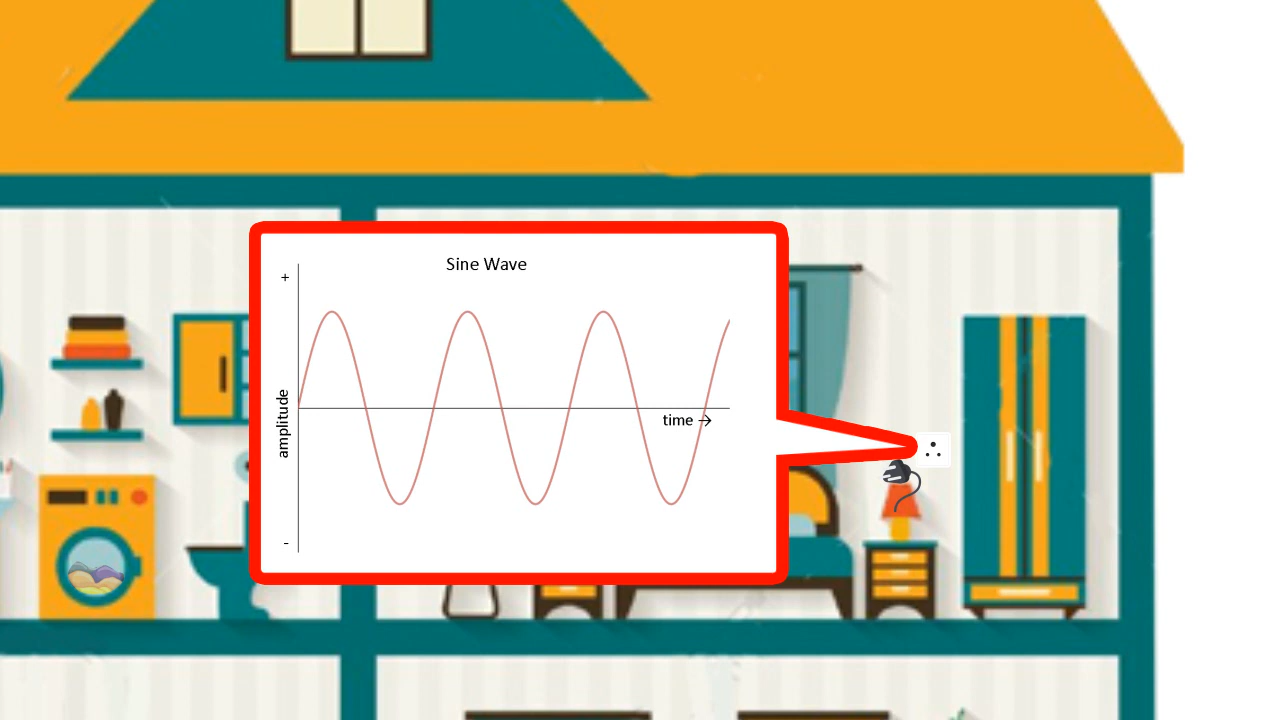 Sine Wave
+
amplitude
time →
-